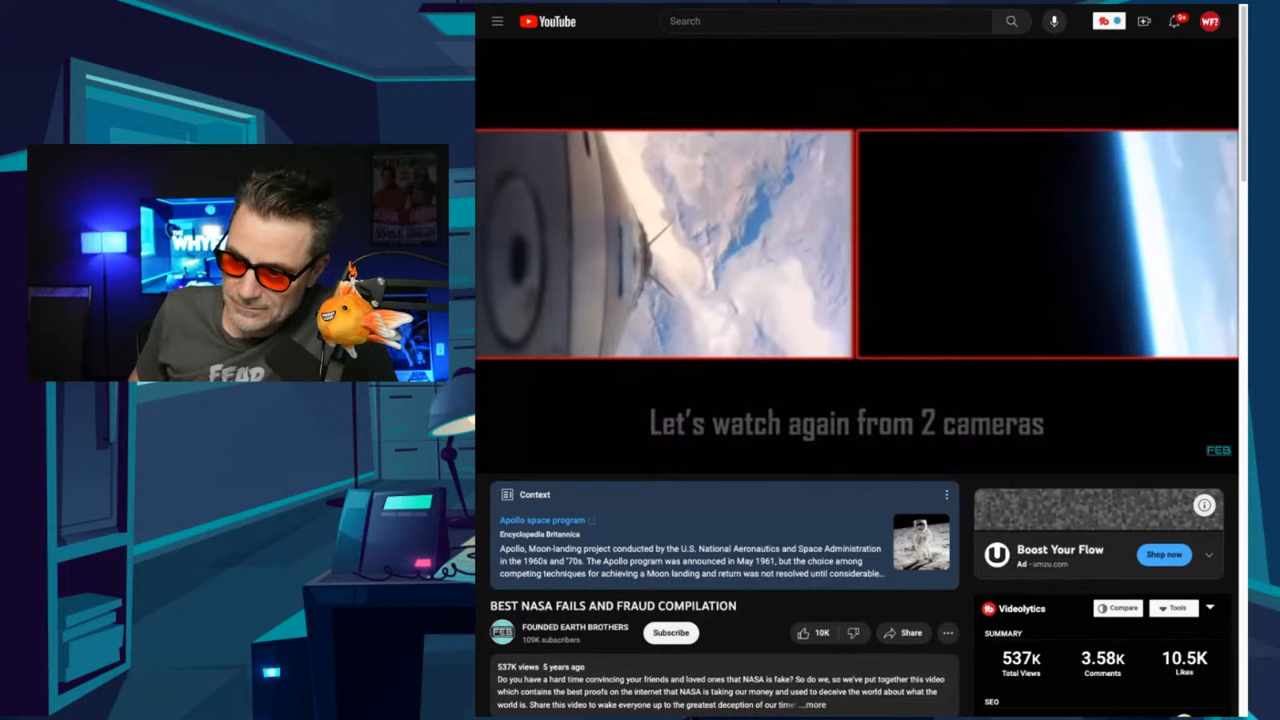 YouTube
Search
9+
WF?
WHYF
FEAR
Let's watch again from 2 cameras
FEB
Context
Apollo space program
Encyclopedia Britannica
Apollo, Moon-landing project conducted by the U.S. National Aeronautics and Space Administration
in the 1960s and '70s. The Apollo program was announced in May 1961, but the choice among
competing techniques for achieving a Moon landing and return was not resolved until considerable...
Boost Your Flow
Ad · umzu.com
Shop now
BEST NASA FAILS AND FRAUD COMPILATION
FEB
FOUNDED EARTH BROTHERS
109K subscribers
Subscribe
10K
Share
537K views 5 years ago
Do you have a hard time convincing your friends and loved ones that NASA is fake? So do we, so we've put together this video
which contains the best proofs on the internet that NASA is taking our money and used to deceive the world about what the
world is. Share this video to wake everyone up to the greatest deception of our time! ...more
Videolytics
Compare
Tools
SUMMARY
537K
3.58K
10.5K
Total Views
Comments
Likes
SEO